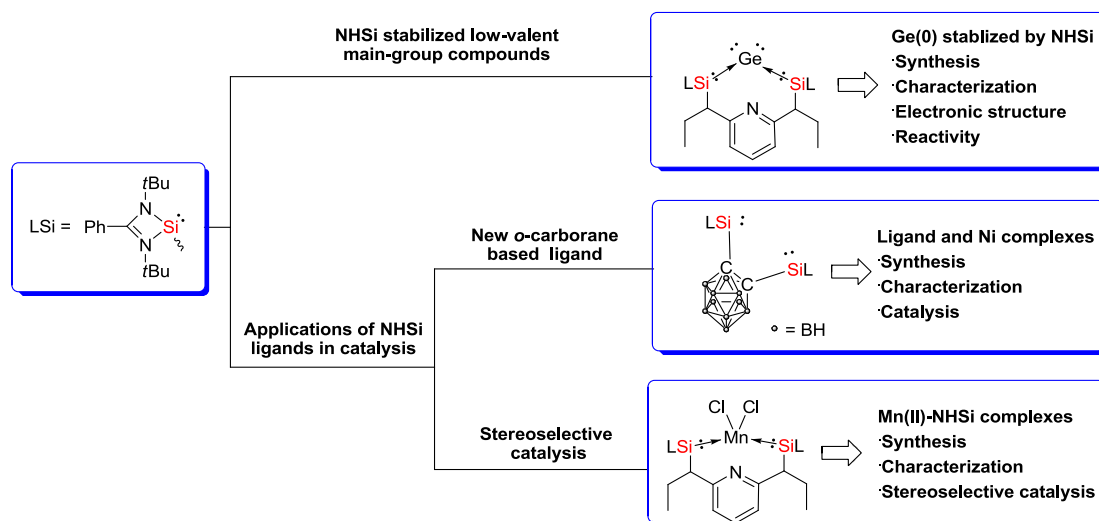 NHSi stabilized low-valent
main-group compounds
Ge
LSi
SiL
N
Ge(0) stablized by NHSi
·Synthesis
·Characterization
·Electronic structure
·Reactivity
LSi =
tBu
N
Ph
Si
N
tBu
New o-carborane
based ligand
LSi
C
C
SiL
= BH
Ligand and Ni complexes
·Synthesis
·Characterization
·Catalysis
Applications of NHSi
ligands in catalysis
Stereoselective
catalysis
Cl Cl
Mn
LSi
SiL
N
Mn(II)-NHSi complexes
·Synthesis
·Characterization
·Stereoselective catalysis